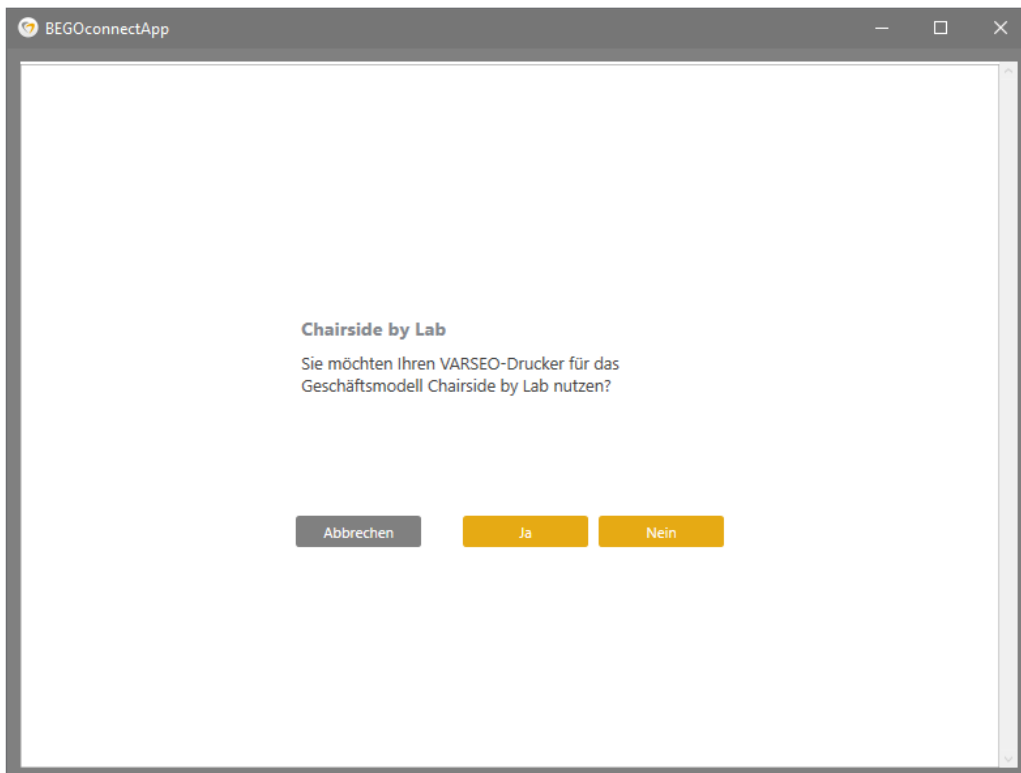 BEGOconnectApp
Chairside by Lab
Sie möchten Ihren VARSEO-Drucker für das
Geschäftsmodell Chairside by Lab nutzen?
Abbrechen Ja Nein